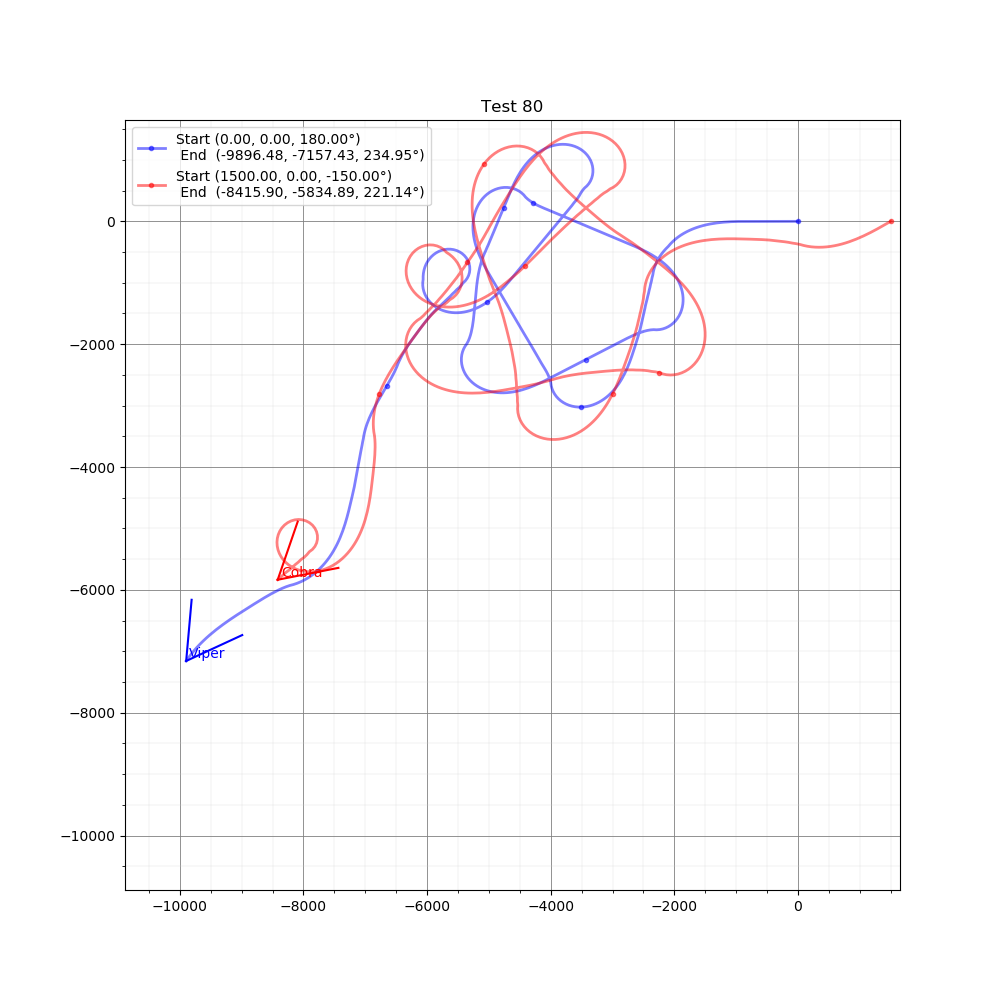 Test 80
Start (0.00, 0.00, 180.00°)
End (-9896.48, -7157.43, 234.95°)
Start (1500.00, 0.00, -150.00°)
End (-8415.90, -5834.89, 221.14°)
0
−2000
−4000
−6000
−8000
−10000
Cobra
Viper
−10000 −8000 −6000 −4000 −2000 0